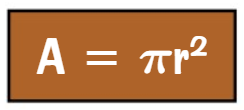 A = πr²